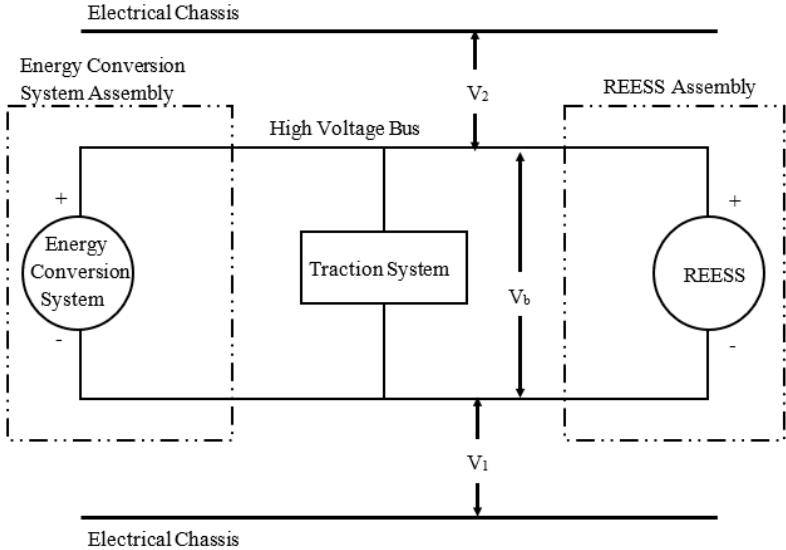 Electrical Chassis
Energy Conversion
System Assembly
V₂
REESS Assembly
High Voltage Bus
+
+
Energy
Conversion
System
Traction System
REESS
V_b
-
-
V₁
Electrical Chassis